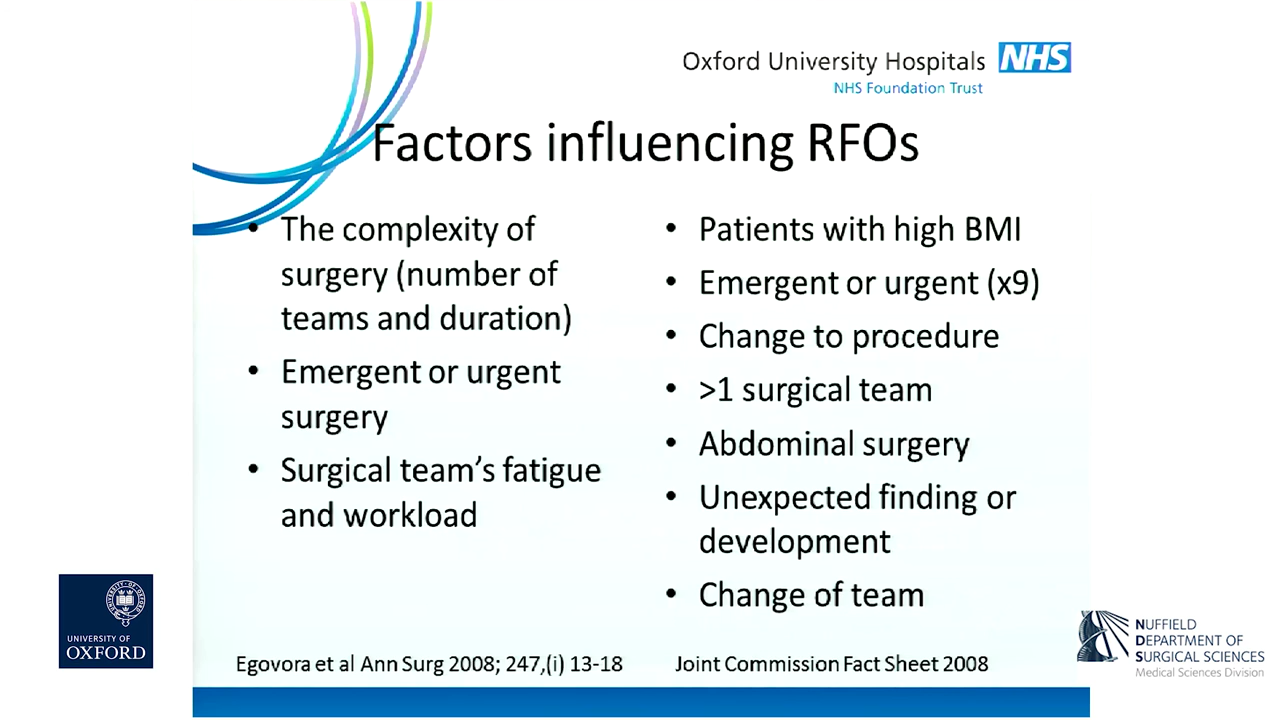 Oxford University Hospitals NHS
NHS Foundation Trust
Factors influencing RFOs
• The complexity of
surgery (number of
teams and duration)
• Emergent or urgent
surgery
• Surgical team's fatigue
and workload
• Patients with high BMI
• Emergent or urgent (x9)
• Change to procedure
• >1 surgical team
• Abdominal surgery
• Unexpected finding or
development
• Change of team
Egovora et al Ann Surg 2008; 247,(i) 13-18
Joint Commission Fact Sheet 2008
UNIVERSITY OF
OXFORD
NUFFIELD
DEPARTMENT OF
SURGICAL SCIENCES
Medical Sciences Division